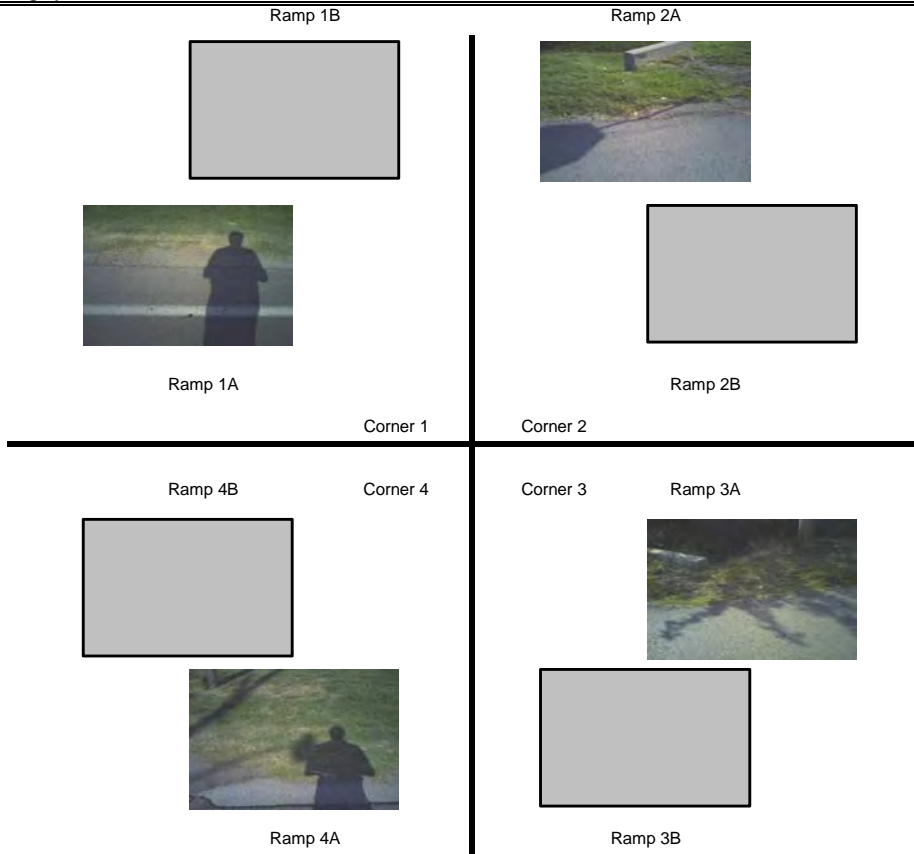 Ramp 1B
Ramp 2A
Ramp 1A
Ramp 2B
Corner 1
Corner 2
Ramp 4B
Corner 4
Corner 3
Ramp 3A
Ramp 4A
Ramp 3B